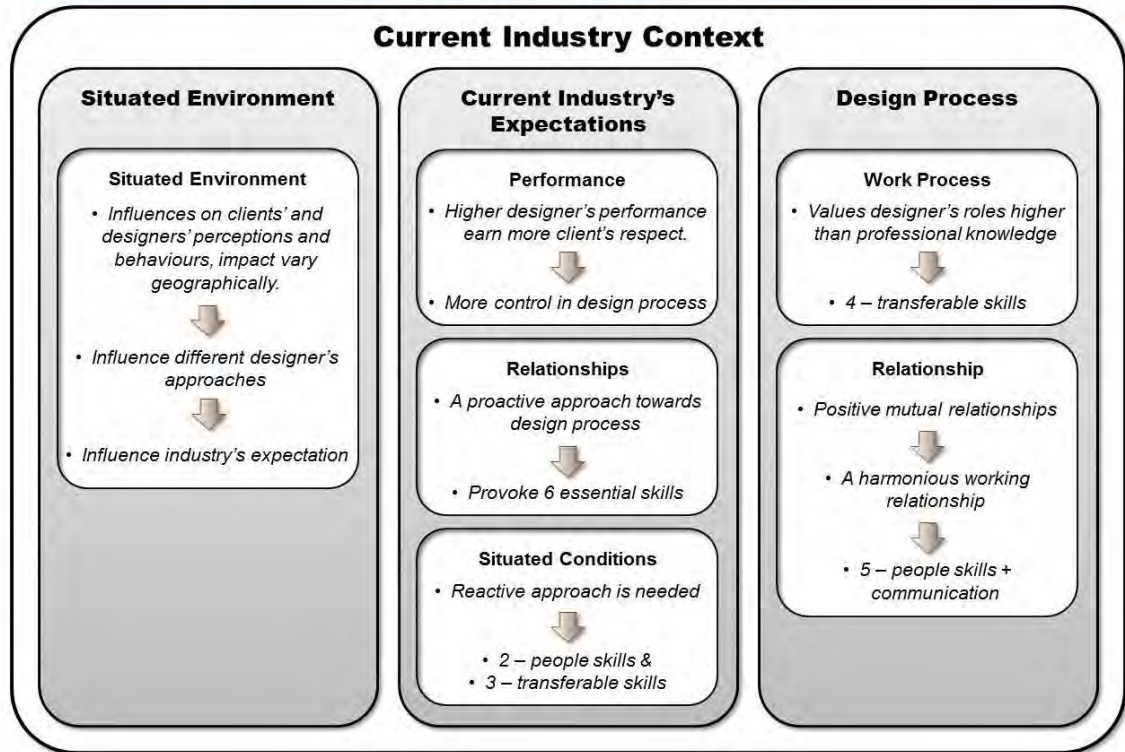 Current Industry Context
Situated Environment
Situated Environment
• Influences on clients' and
designers' perceptions and
behaviours, impact vary
geographically.
• Influence different designer's
approaches
• Influence industry's expectation
Current Industry's
Expectations
Performance
• Higher designer's performance
earn more client's respect.
• More control in design process
Relationships
• A proactive approach towards
design process
• Provoke 6 essential skills
Situated Conditions
• Reactive approach is needed
• 2 – people skills &
• 3 – transferable skills
Design Process
Work Process
• Values designer's roles higher
than professional knowledge
• 4 – transferable skills
Relationship
• Positive mutual relationships
• A harmonious working
relationship
• 5 – people skills +
communication